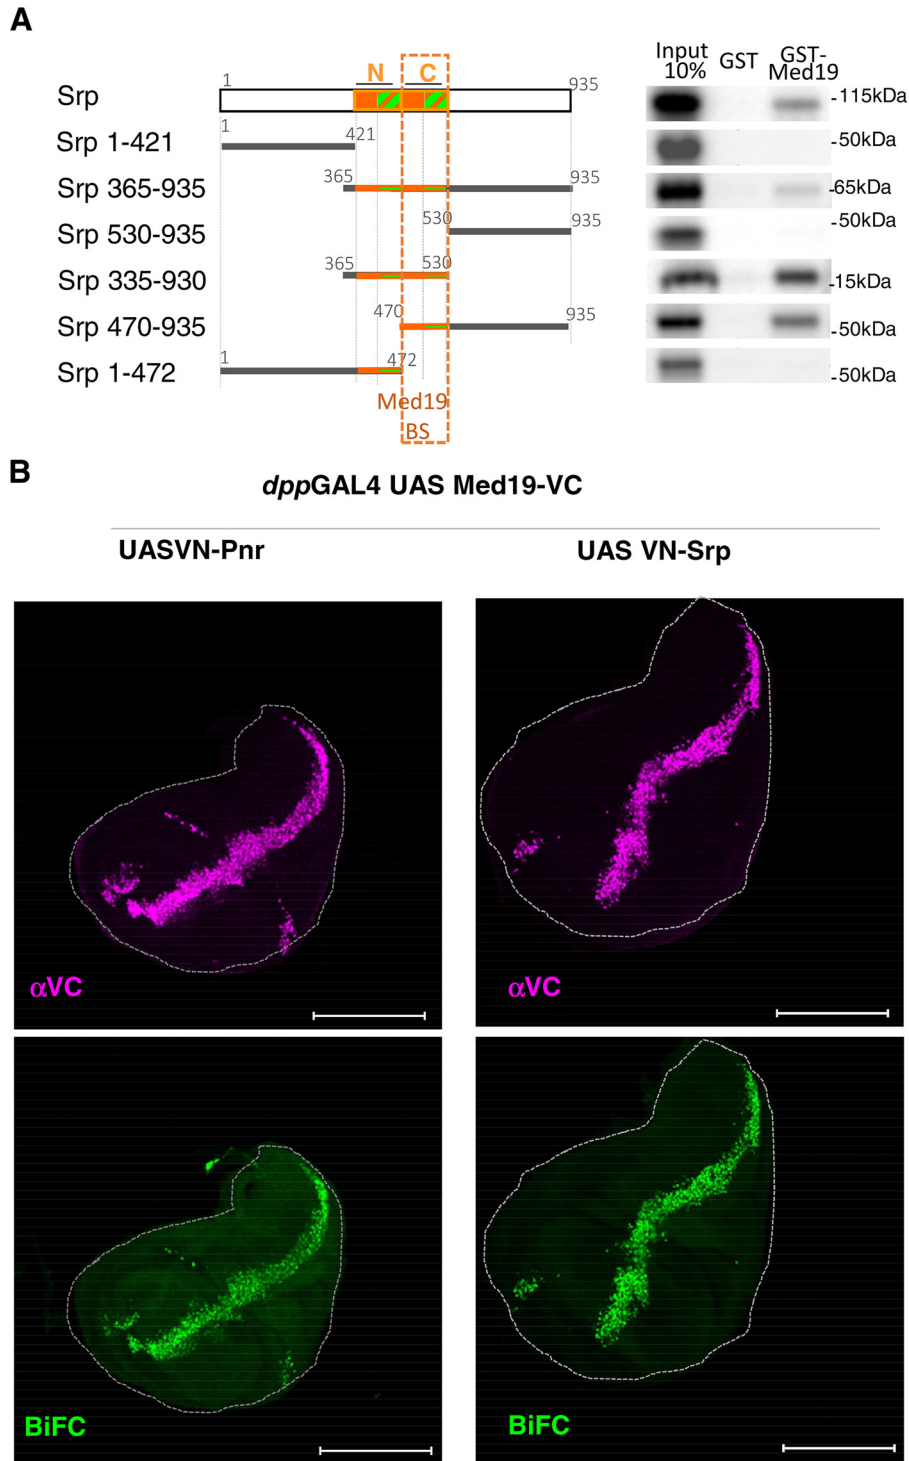 A
Input 10% GST GST-Med19
N C
Srp 1 935 -115kDa
Srp 1-421 1 421 -50kDa
Srp 365-935 365 935 -65kDa
Srp 530-935 530 935 -50kDa
Srp 335-930 365 530 -15kDa
Srp 470-935 470 935 -50kDa
Srp 1-472 1 472 -50kDa
Med19
BS
B
dppGAL4 UAS Med19-VC
UASVN-Pnr UAS VN-Srp
αVC αVC
BiFC BiFC